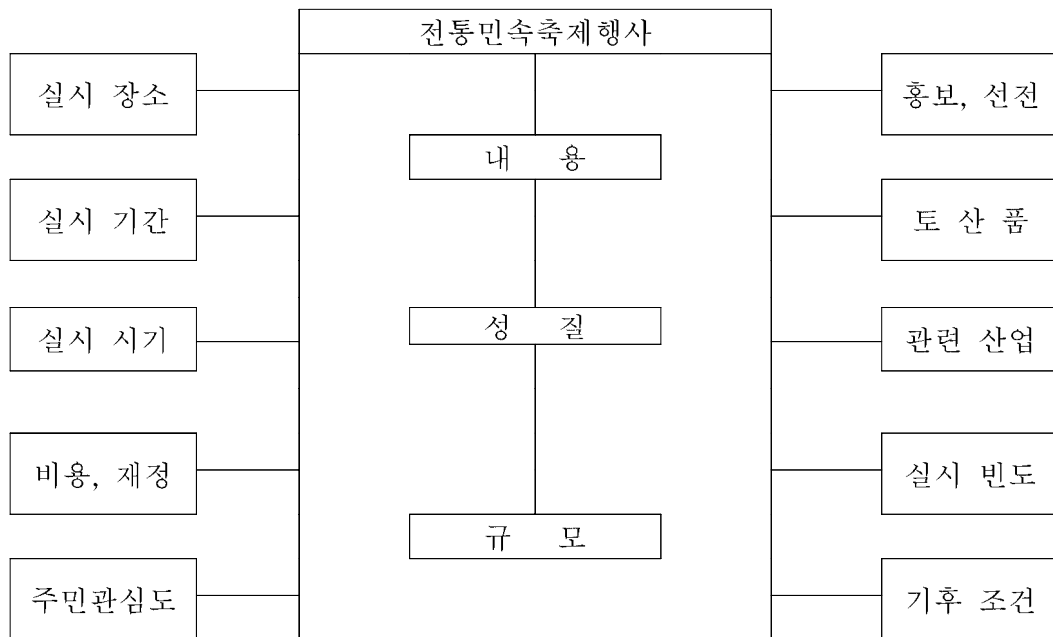 전통민속축제행사
실시 장소
홍보, 선전
내 용
실시 기간
토 산 품
성 질
실시 시기
관련 산업
비용, 재정
실시 빈도
규 모
주민관심도
기후 조건